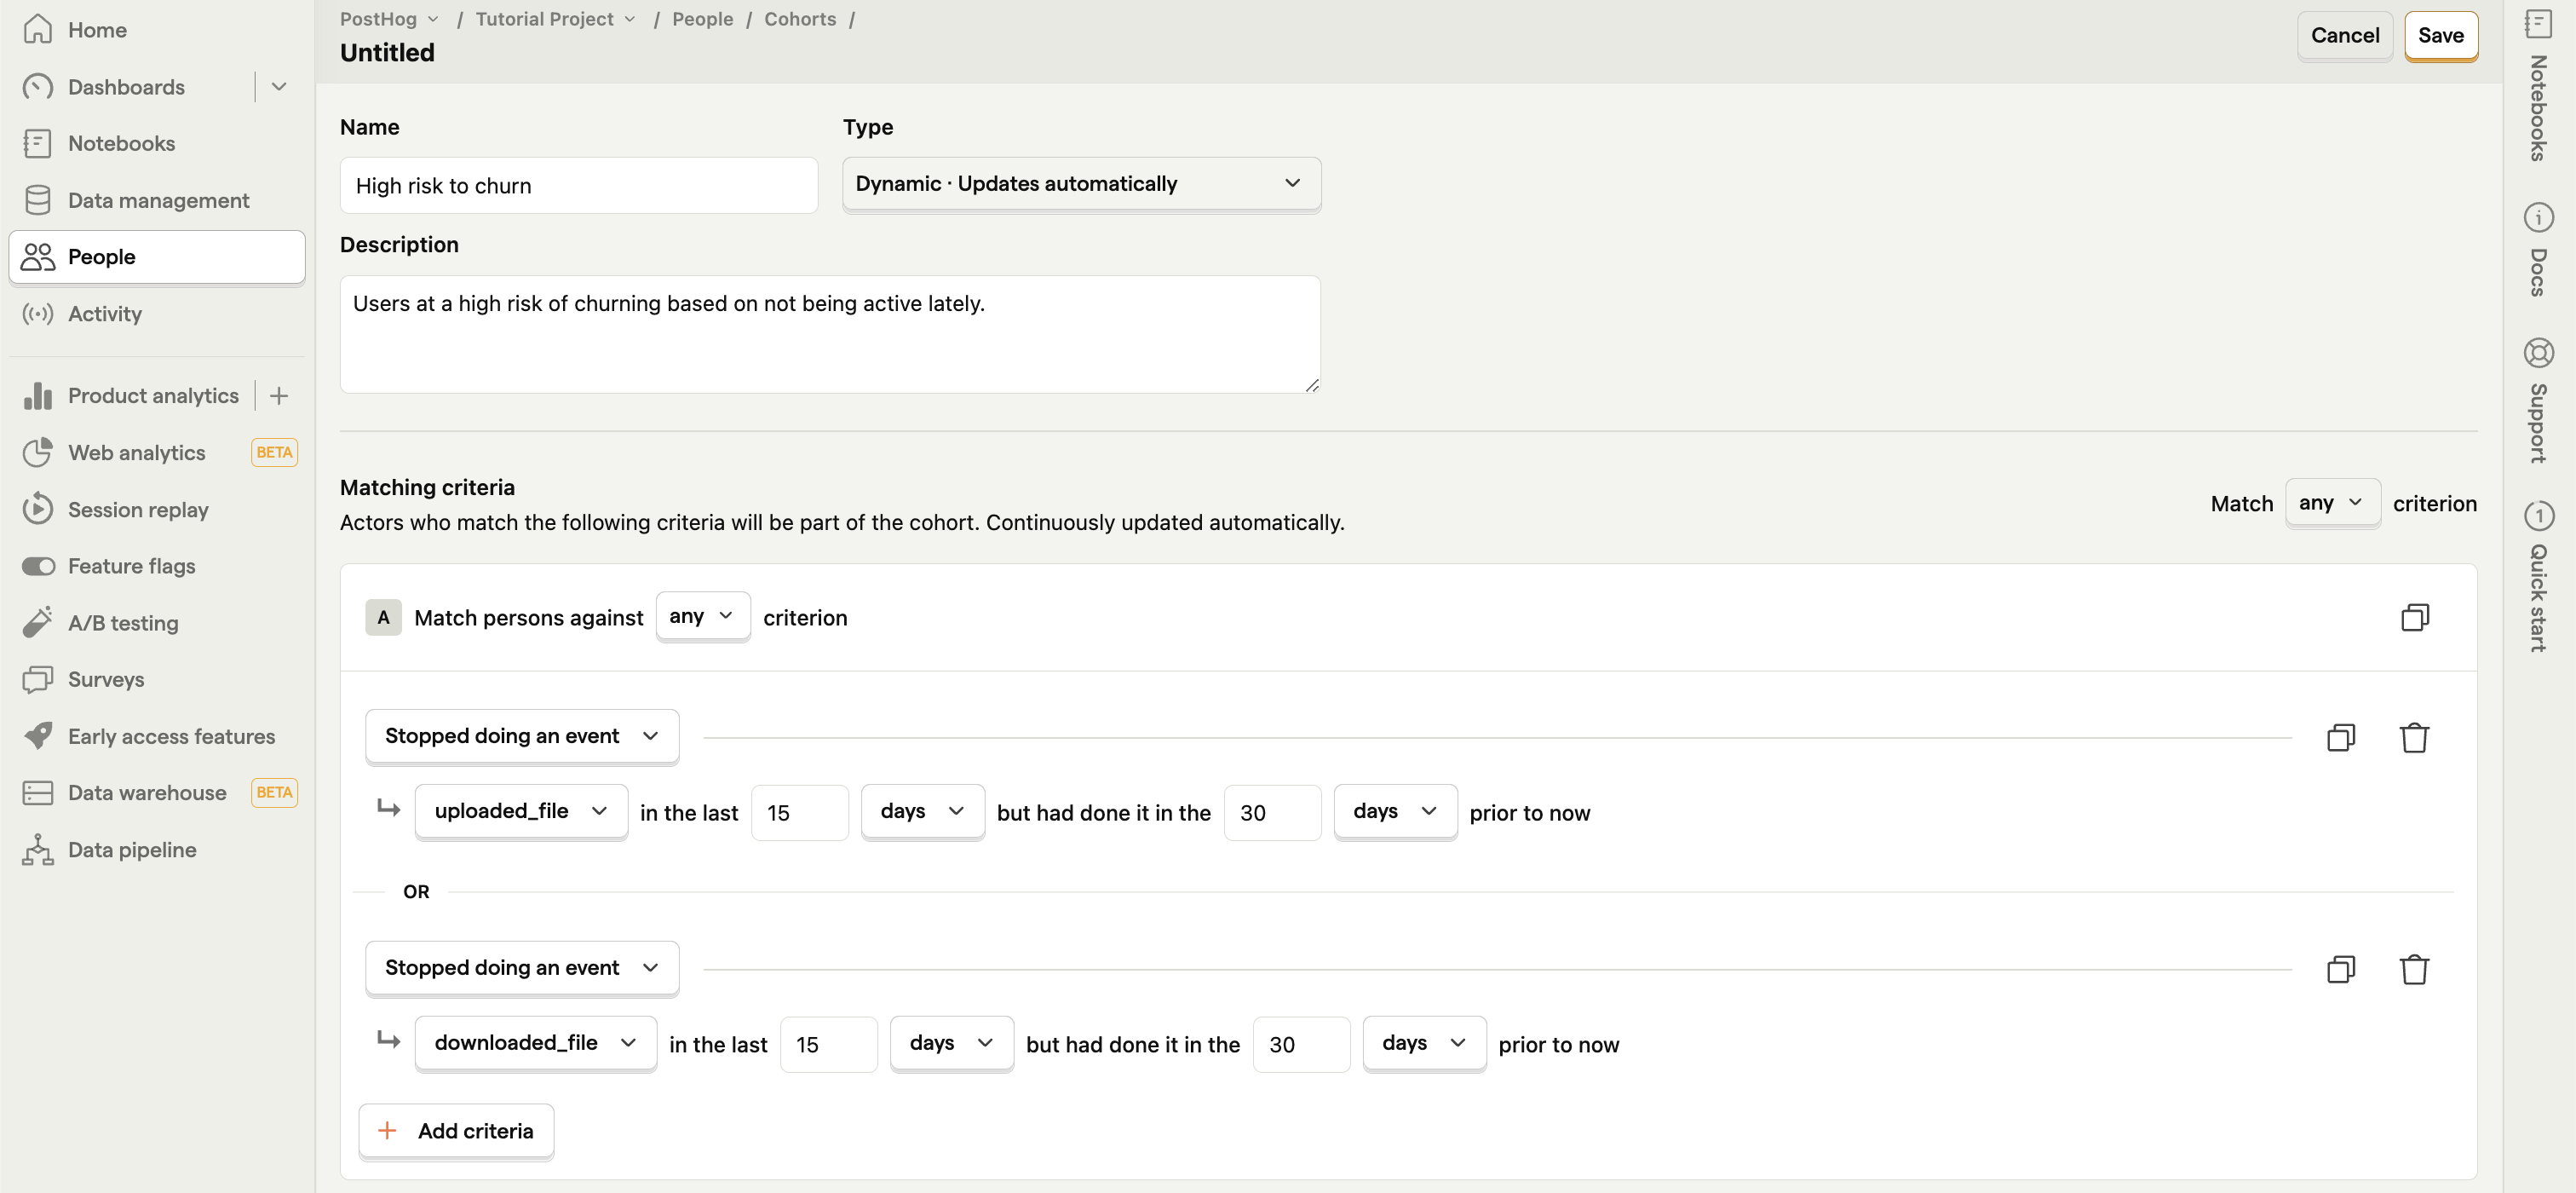 Home
Dashboards
Notebooks
Data management
People
Activity
Product analytics
Web analytics BETA
Session replay
Feature flags
A/B testing
Surveys
Early access features
Data warehouse BETA
Data pipeline
PostHog / Tutorial Project / People / Cohorts /
Untitled
Cancel Save
Name Type
High risk to churn Dynamic · Updates automatically
Description
Users at a high risk of churning based on not being active lately.
Matching criteria
Actors who match the following criteria will be part of the cohort. Continuously updated automatically.
Match any criterion
A Match persons against any criterion
Stopped doing an event
uploaded_file in the last 15 days but had done it in the 30 days prior to now
OR
Stopped doing an event
downloaded_file in the last 15 days but had done it in the 30 days prior to now
+ Add criteria
Notebooks
Docs
Support
1
Quick start